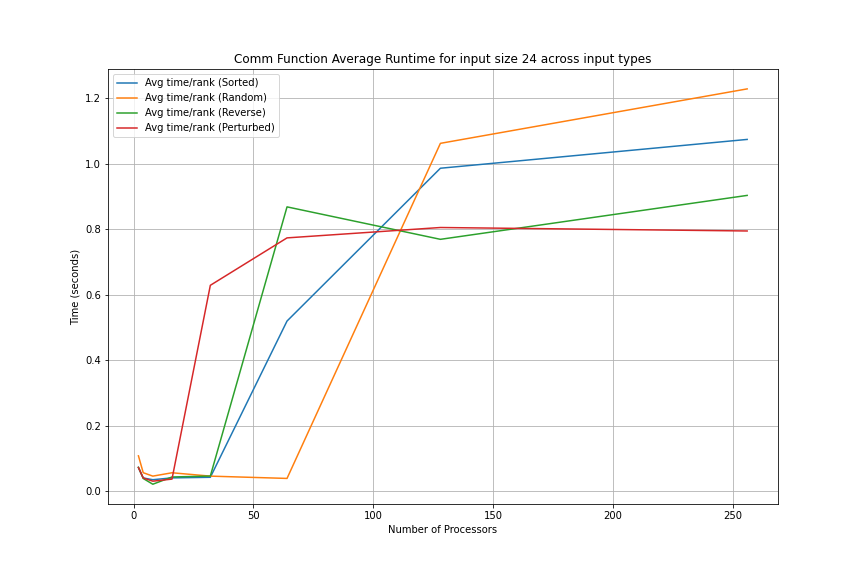 Comm Function Average Runtime for input size 24 across input types
Avg time/rank (Sorted)
Avg time/rank (Random)
Avg time/rank (Reverse)
Avg time/rank (Perturbed)
Time (seconds)
1.2
1.0
0.8
0.6
0.4
0.2
0.0
0 50 100 150 200 250
Number of Processors